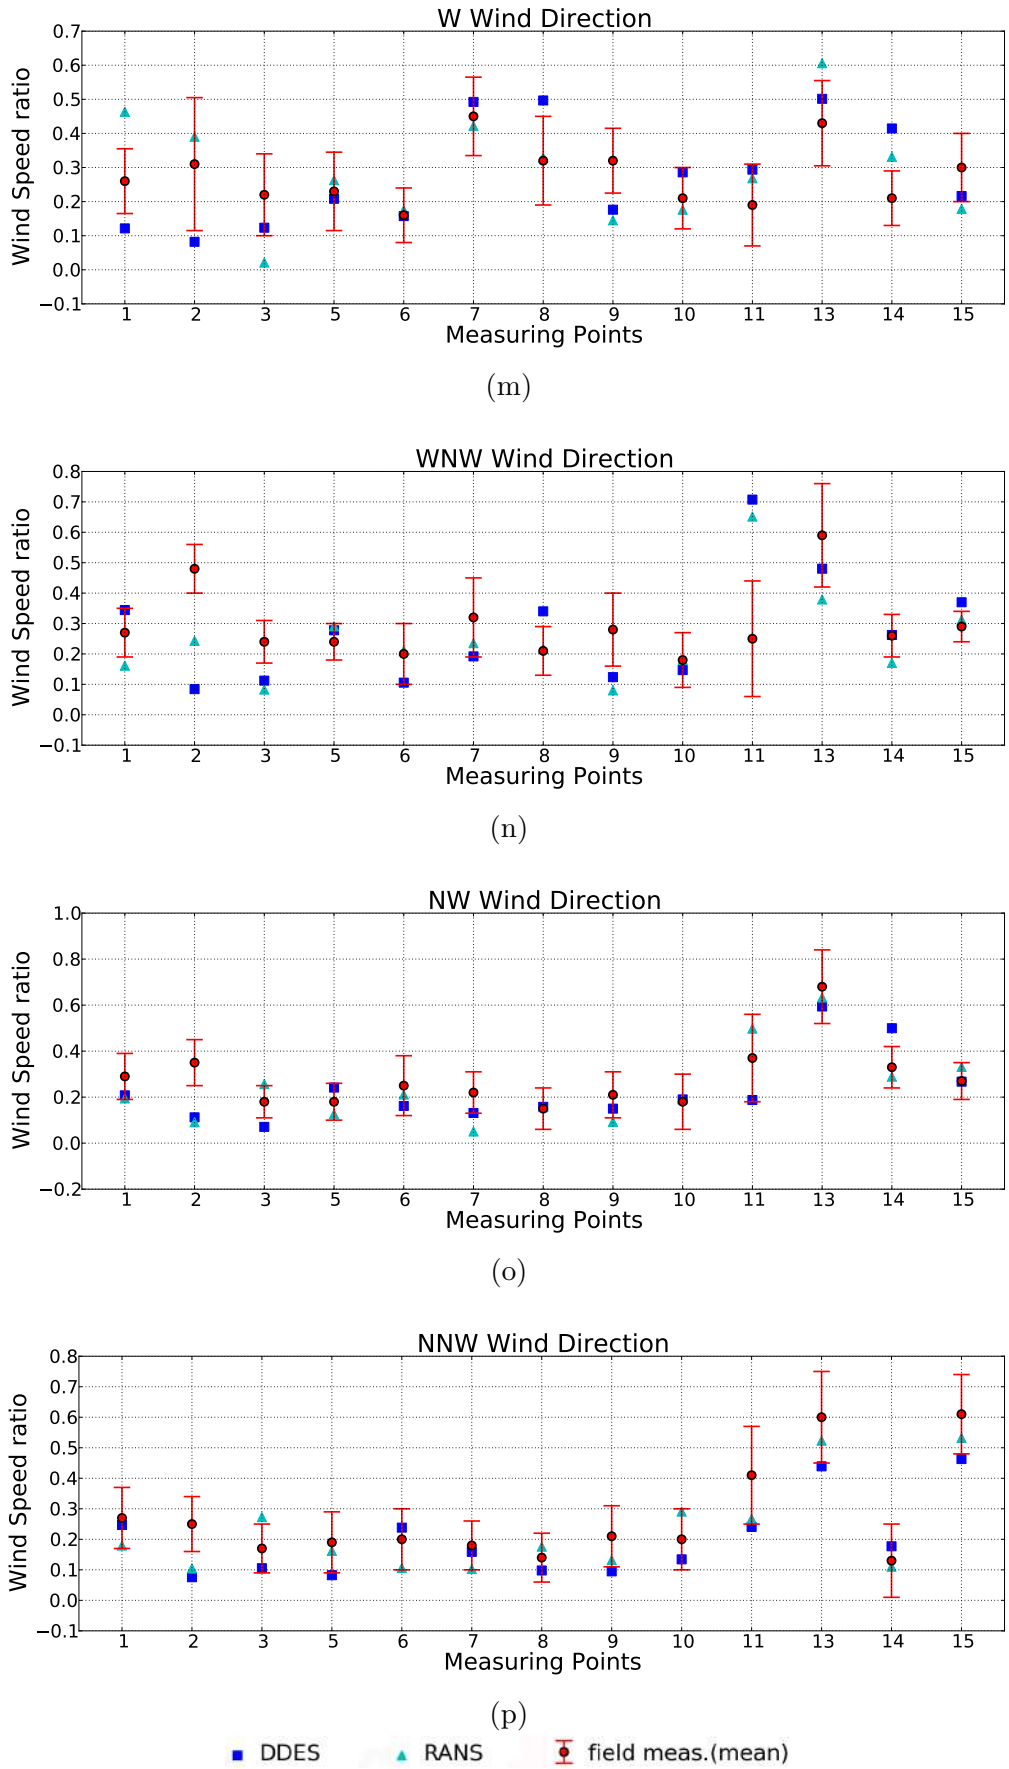 W Wind Direction
0.7
0.6
0.5
0.4
0.3
0.2
0.1
0.0
−0.1
Wind Speed ratio
1 2 3 5 6 7 8 9 10 11 13 14 15
Measuring Points
(m)
WNW Wind Direction
0.8
0.7
0.6
0.5
0.4
0.3
0.2
0.1
0.0
−0.1
Wind Speed ratio
1 2 3 5 6 7 8 9 10 11 13 14 15
Measuring Points
(n)
NW Wind Direction
1.0
0.8
0.6
0.4
0.2
0.0
−0.2
Wind Speed ratio
1 2 3 5 6 7 8 9 10 11 13 14 15
Measuring Points
(o)
NNW Wind Direction
0.8
0.7
0.6
0.5
0.4
0.3
0.2
0.1
0.0
−0.1
Wind Speed ratio
1 2 3 5 6 7 8 9 10 11 13 14 15
Measuring Points
(p)
DDES RANS field meas.(mean)